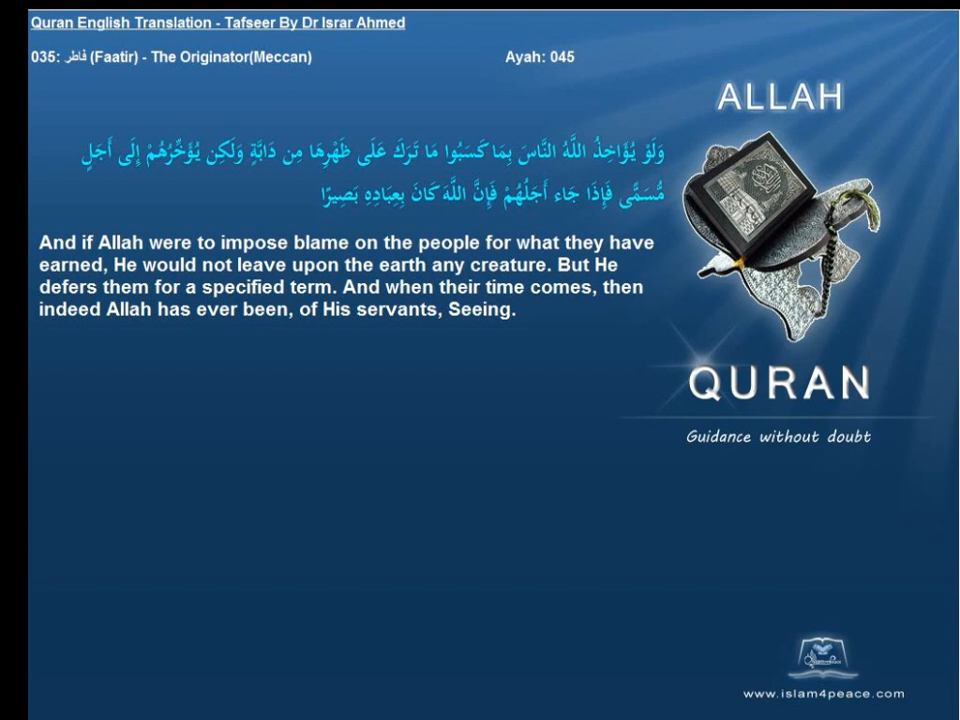 Quran English Translation - Tafseer By Dr Israr Ahmed
035: فاطر (Faatir) - The Originator(Meccan) Ayah: 045
ALLAH
وَلَوْ يُؤَاخِذُ اللَّهُ النَّاسَ بِمَا كَسَبُوا مَا تَرَكَ عَلَى ظَهْرِهَا مِن دَابَّةٍ وَلَكِن يُؤَخِّرُهُمْ إِلَى أَجَلٍ
مُّسَمًّى فَإِذَا جَاء أَجَلُهُمْ فَإِنَّ اللَّهَ كَانَ بِعِبَادِهِ بَصِيرًا
And if Allah were to impose blame on the people for what they have
earned, He would not leave upon the earth any creature. But He
defers them for a specified term. And when their time comes, then
indeed Allah has ever been, of His servants, Seeing.
QURAN
Guidance without doubt
www.islam4peace.com